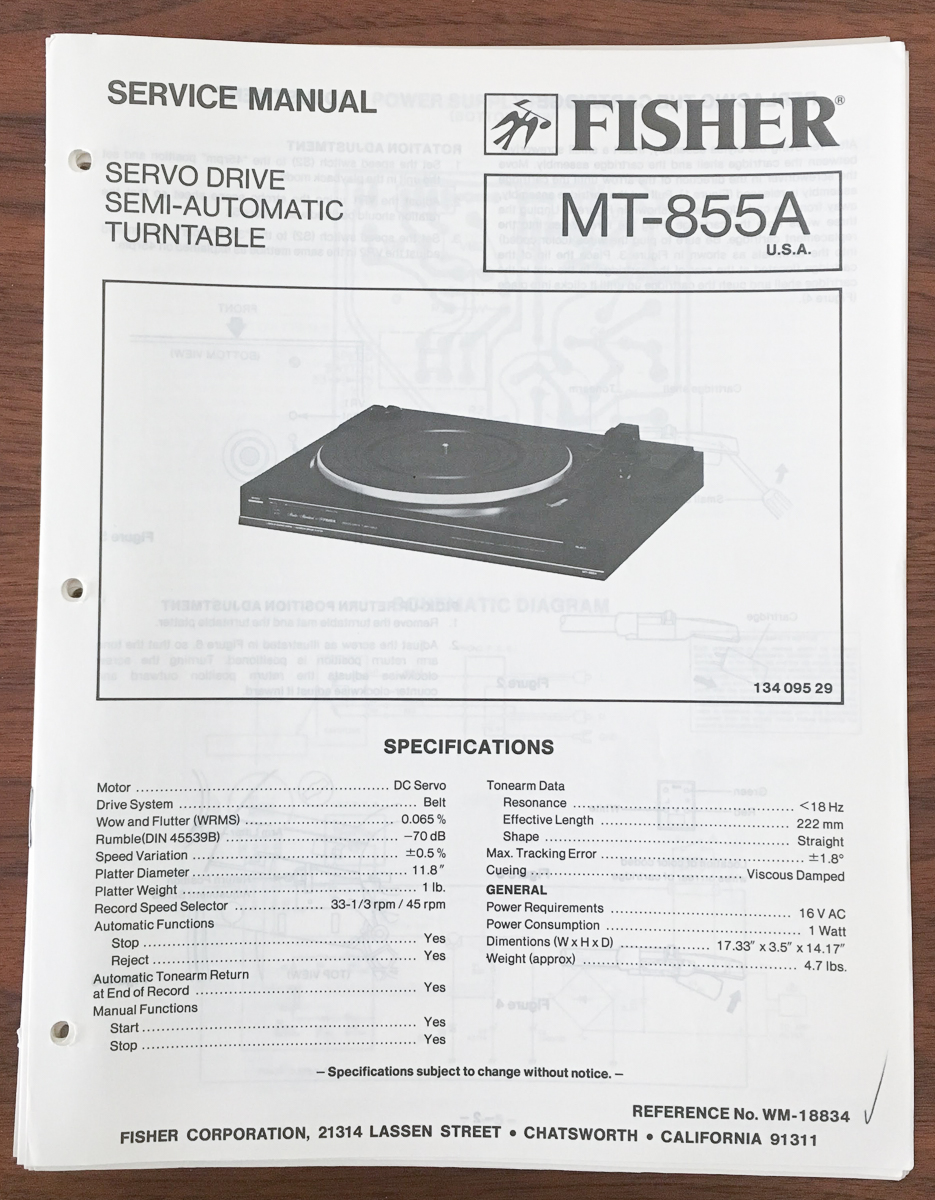 SERVICE MANUAL
FISHER®
SERVO DRIVE
SEMI-AUTOMATIC
TURNTABLE
MT-855A
U.S.A.
134 095 29
SPECIFICATIONS
Motor ........ DC Servo
Drive System ........ Belt
Wow and Flutter (WRMS) ........ 0.065 %
Rumble(DIN 45539B) ........ −70 dB
Speed Variation ........ ±0.5 %
Platter Diameter ........ 11.8″
Platter Weight ........ 1 lb.
Record Speed Selector ........ 33-1/3 rpm / 45 rpm
Automatic Functions
Stop ........ Yes
Reject ........ Yes
Automatic Tonearm Return
at End of Record ........ Yes
Manual Functions
Start ........ Yes
Stop ........ Yes
Tonearm Data
Resonance ........ <18 Hz
Effective Length ........ 222 mm
Shape ........ Straight
Max. Tracking Error ........ ±1.8°
Cueing ........ Viscous Damped
GENERAL
Power Requirements ........ 16 V AC
Power Consumption ........ 1 Watt
Dimentions (W x H x D) ........ 17.33″ x 3.5″ x 14.17″
Weight (approx) ........ 4.7 lbs.
– Specifications subject to change without notice. –
REFERENCE No. WM-18834
FISHER CORPORATION, 21314 LASSEN STREET • CHATSWORTH • CALIFORNIA 91311